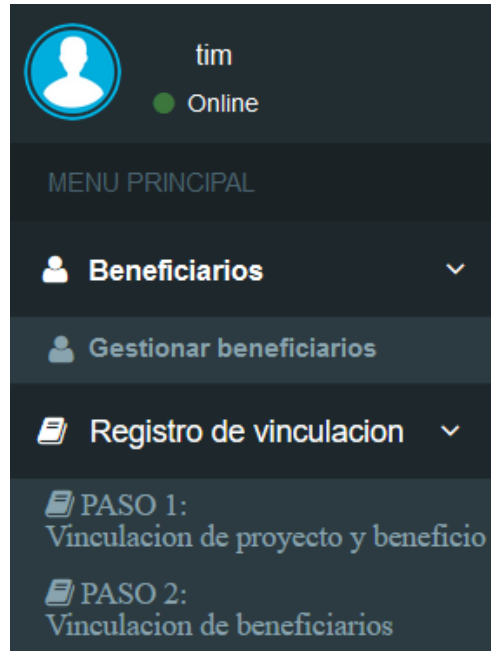 tim
Online
MENU PRINCIPAL
Beneficiarios
Gestionar beneficiarios
Registro de vinculacion
PASO 1:
Vinculacion de proyecto y beneficio
PASO 2:
Vinculacion de beneficiarios